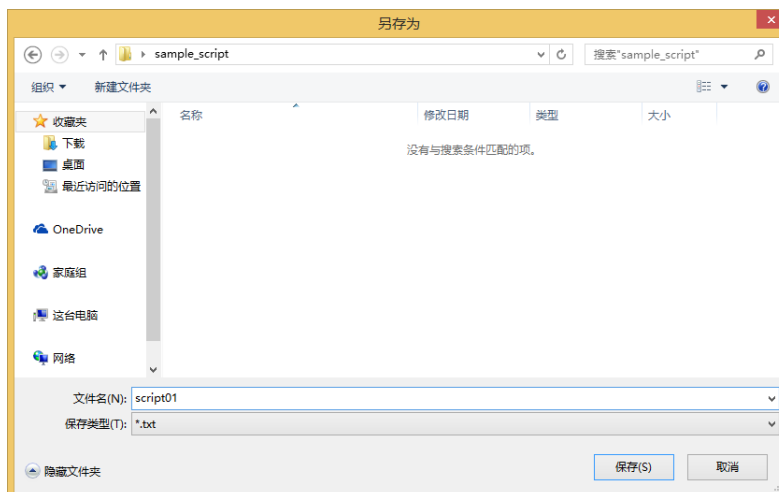 另存为
sample_script
搜索"sample_script"
组织
新建文件夹
名称
修改日期
类型
大小
没有与搜索条件匹配的项。
收藏夹
下载
桌面
最近访问的位置
OneDrive
家庭组
这台电脑
网络
文件名(N): script01
保存类型(T): *.txt
隐藏文件夹
保存(S)
取消